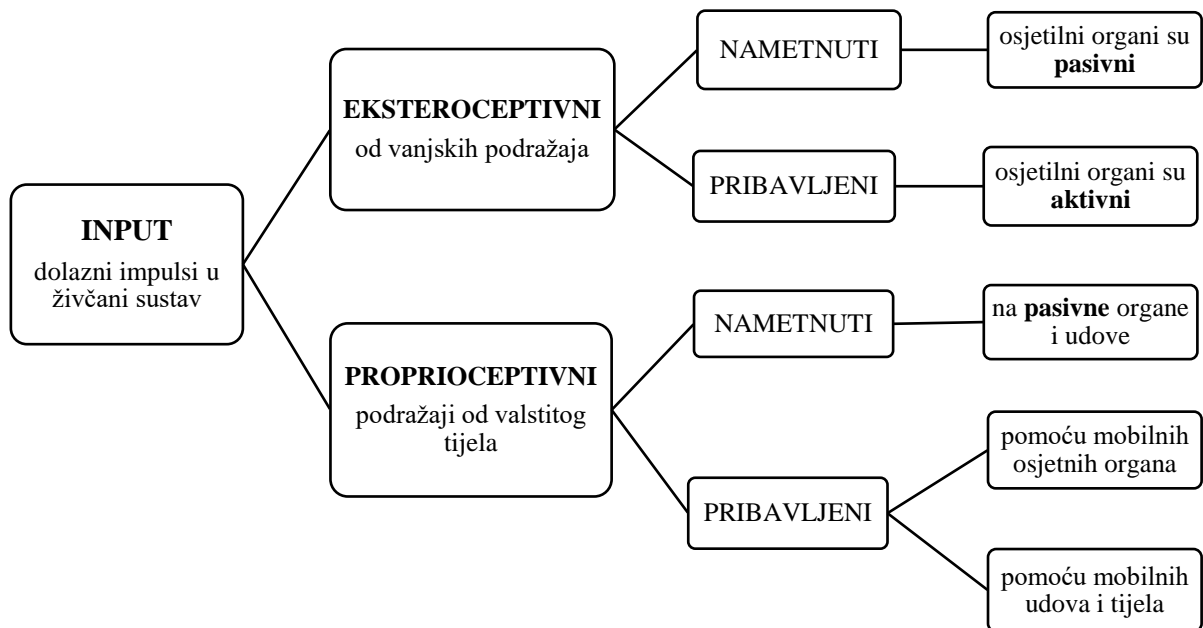 INPUT
dolazni impulsi u
živčani sustav
EKSTEROCEPTIVNI
od vanjskih podražaja
NAMETNUTI
osjetilni organi su
pasivni
PRIBAVLJENI
osjetilni organi su
aktivni
PROPRIOCEPTIVNI
podražaji od valstitog
tijela
NAMETNUTI
na pasivne organe
i udove
PRIBAVLJENI
pomoću mobilnih
osjetnih organa
pomoću mobilnih
udova i tijela